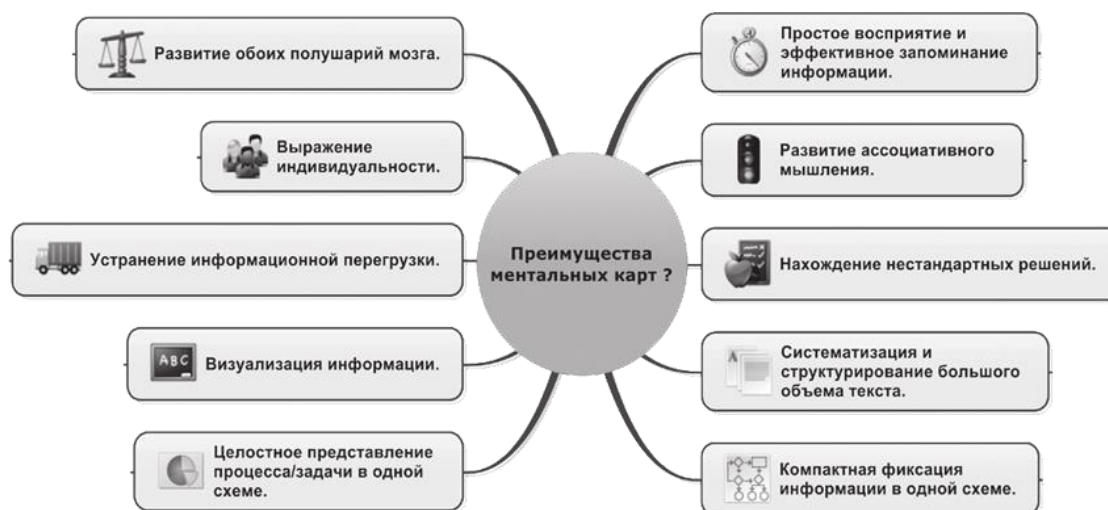 Развитие обоих полушарий мозга.
Выражение
индивидуальности.
Устранение информационной перегрузки.
ABC
Визуализация информации.
Целостное представление
процесса/задачи в одной
схеме.
Преимущества
ментальных карт ?
Простое восприятие и
эффективное запоминание
информации.
Развитие ассоциативного
мышления.
Нахождение нестандартных решений.
A
Систематизация и
структурирование большого
объема текста.
Компактная фиксация
информации в одной схеме.